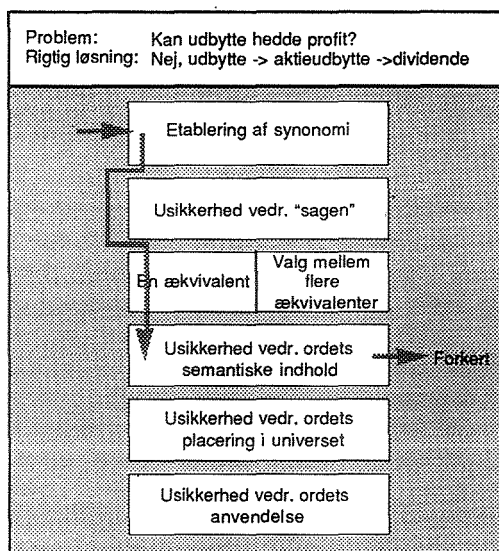 Problem: Kan udbytte hedde profit?
Rigtig løsning: Nej, udbytte -> aktieudbytte ->dividende
Etablering af synonomi
Usikkerhed vedr. "sagen"
En ækvivalent
Valg mellem
flere
ækvivalenter
Usikkerhed vedr. ordets
semantiske indhold
Forkert
Usikkerhed vedr. ordets
placering i universet
Usikkerhed vedr. ordets
anvendelse